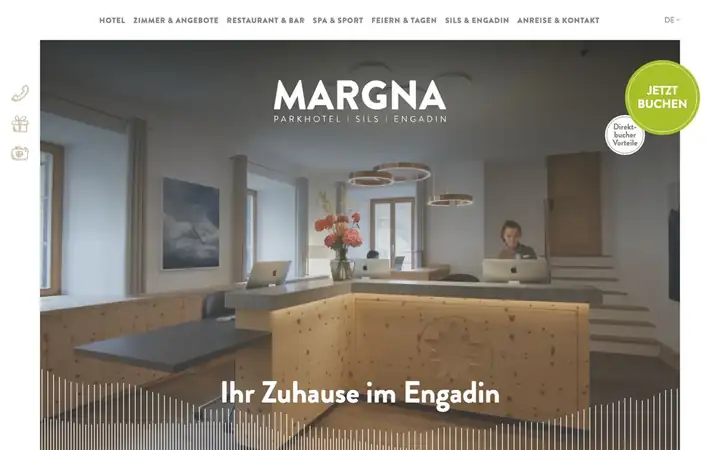 HOTEL ZIMMER & ANGEBOTE RESTAURANT & BAR SPA & SPORT FEIERN & TAGEN SILS & ENGADIN ANREISE & KONTAKT DE
MARGNA
PARKHOTEL | SILS | ENGADIN
JETZT
BUCHEN
Direkt-
bucher
Vorteile
Ihr Zuhause im Engadin